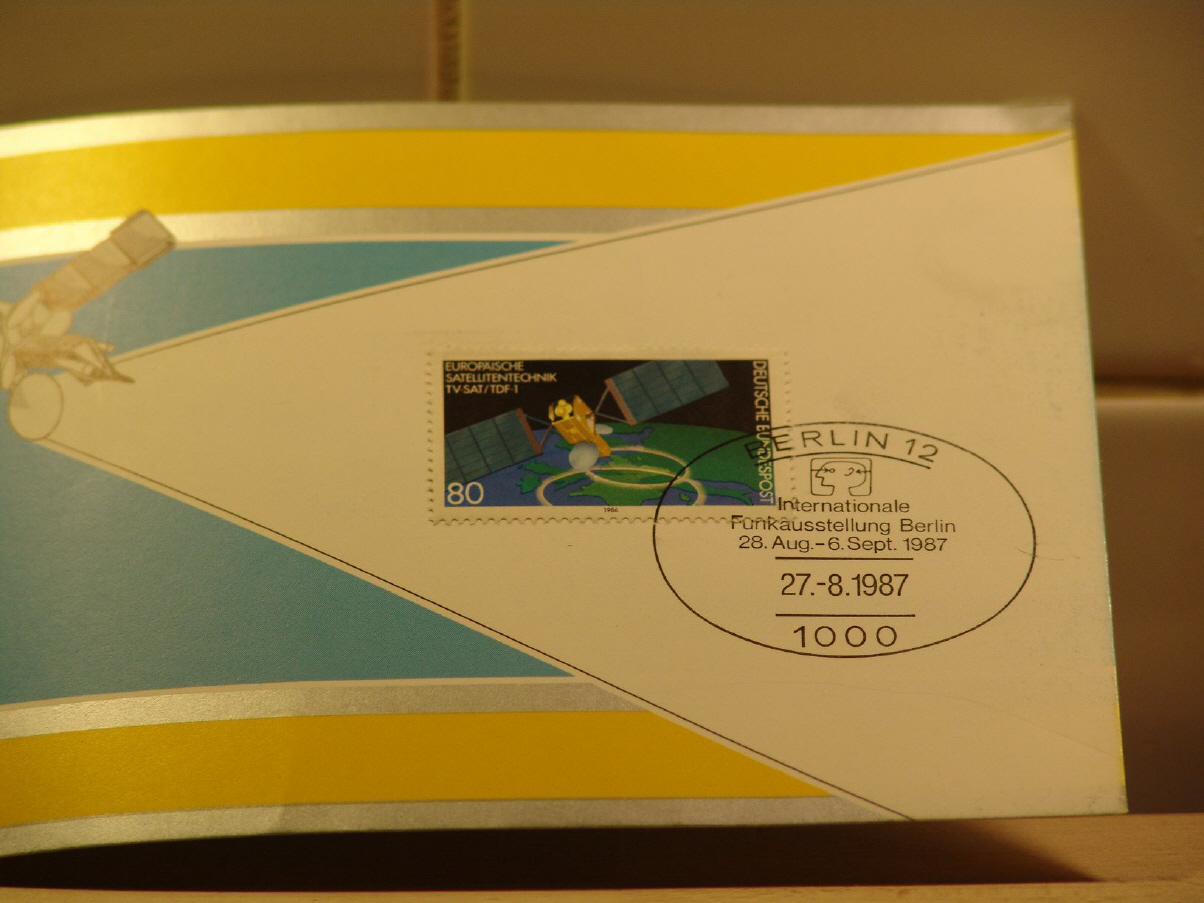 EUROPÄISCHE
SATELLITENTECHNIK
TV-SAT/TDF-1
DEUTSCHE BUNDESPOST
80
1986
BERLIN 12
Internationale
Funkausstellung Berlin
28. Aug.-6. Sept. 1987
27.-8.1987
1000